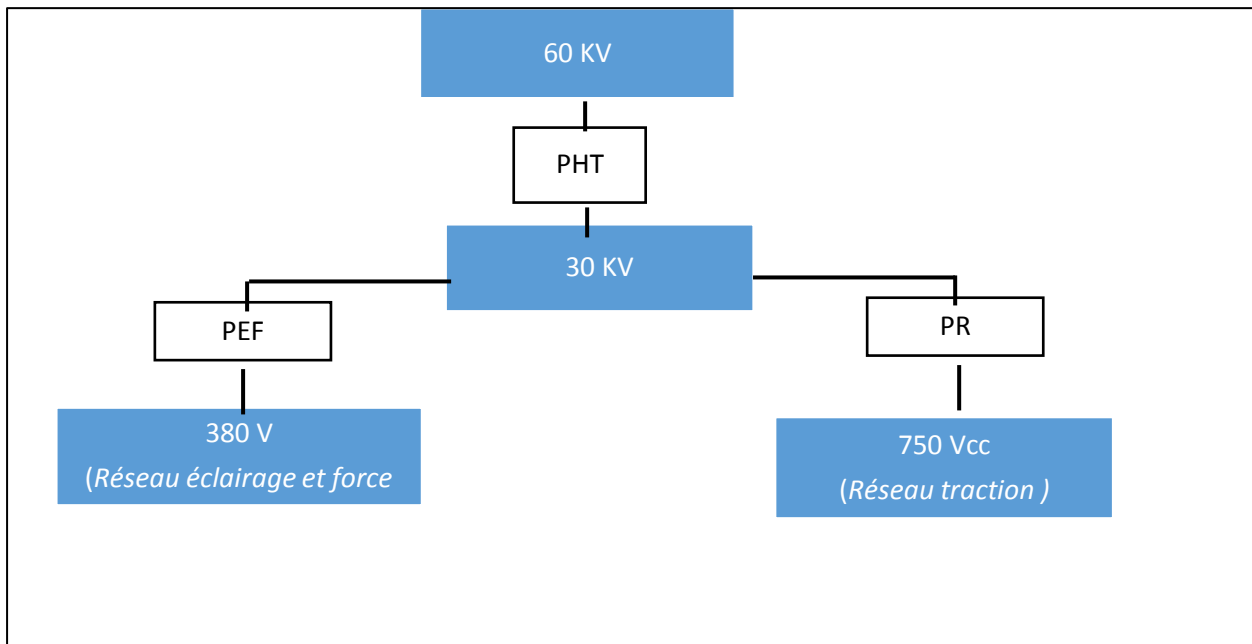 60 KV
PHT
30 KV
PEF
PR
380 V
(Réseau éclairage et force
750 Vcc
(Réseau traction )